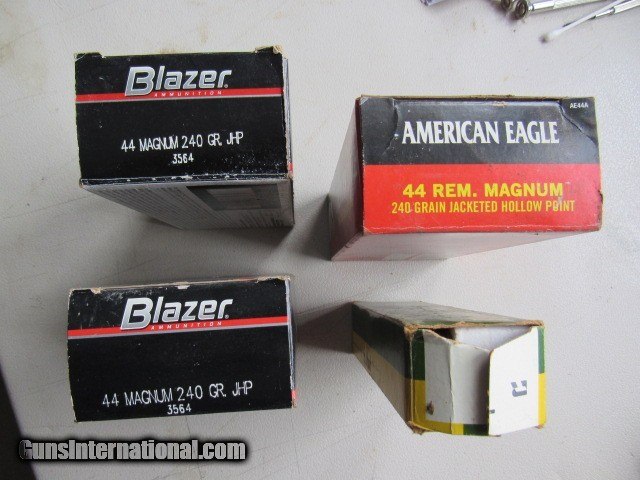 Blazer.
AMMUNITION
44 MAGNUM 240 GR. JHP
3564
AE44A
AMERICAN EAGLE
44 REM. MAGNUM™
240 GRAIN JACKETED HOLLOW POINT
Blazer.
AMMUNITION
44 MAGNUM 240 GR. JHP
3564
GunsInternational.com